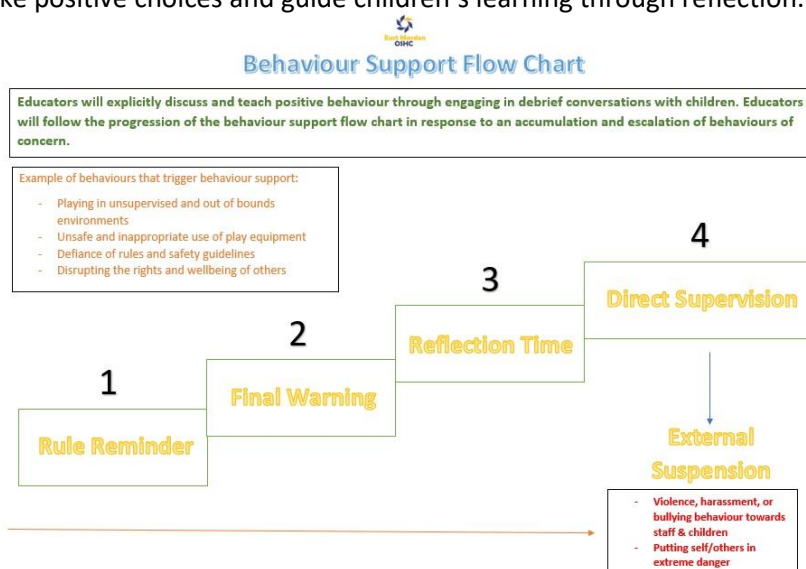 ke positive choices and guide children's learning through reflection.
East Marden
OSHC
Behaviour Support Flow Chart
Educators will explicitly discuss and teach positive behaviour through engaging in debrief conversations with children. Educators
will follow the progression of the behaviour support flow chart in response to an accumulation and escalation of behaviours of
concern.
Example of behaviours that trigger behaviour support:
- Playing in unsupervised and out of bounds
environments
- Unsafe and inappropriate use of play equipment
- Defiance of rules and safety guidelines
- Disrupting the rights and wellbeing of others
1
Rule Reminder
2
Final Warning
3
Reflection Time
4
Direct Supervision
External
Suspension
- Violence, harassment, or
bullying behaviour towards
staff & children
- Putting self/others in
extreme danger